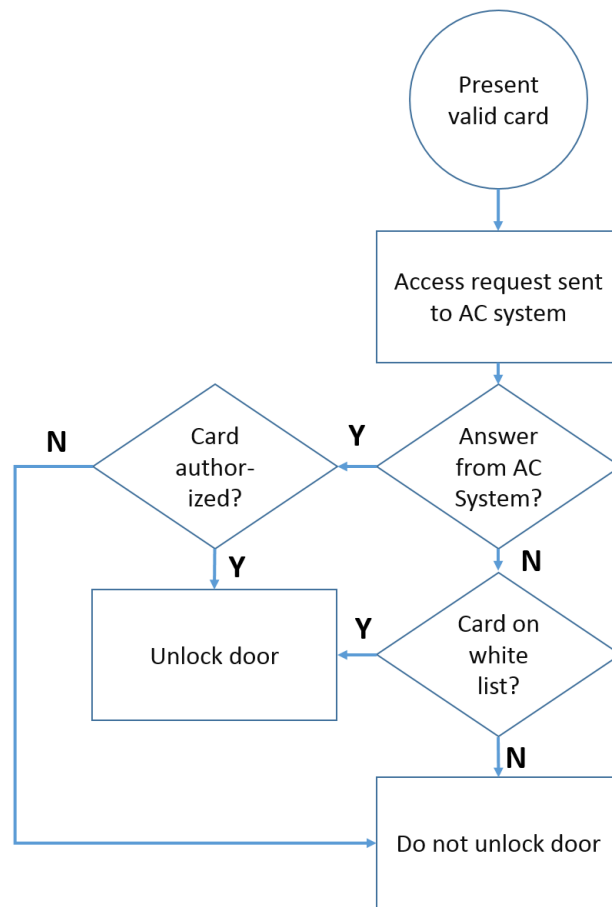 Present
valid card
Access request sent
to AC system
N
Card
author-
ized?
Y
Answer
from AC
System?
Y
N
Unlock door
Y
Card on
white
list?
N
Do not unlock door